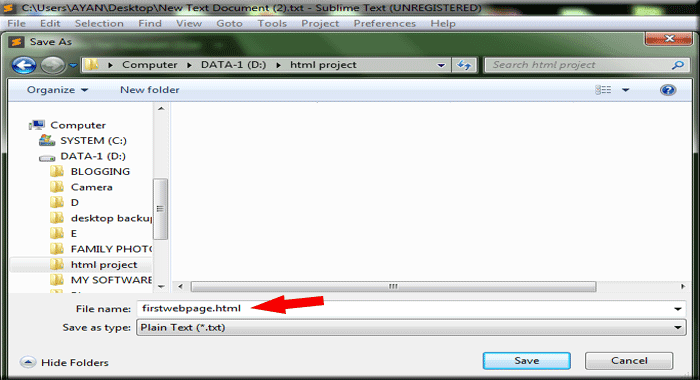 C:\Users\AYAN\Desktop\New Text Document (2).txt - Sublime Text (UNREGISTERED)
File Edit Selection Find View Goto Tools Project Preferences Help
Save As
Computer DATA-1 (D:) html project
Search html project
Organize
New folder
Computer
SYSTEM (C:)
DATA-1 (D:)
BLOGGING
Camera
D
desktop backup
E
FAMILY PHOTO
html project
MY SOFTWARE
File name: firstwebpage.html
Save as type: Plain Text (*.txt)
Hide Folders
Save
Cancel